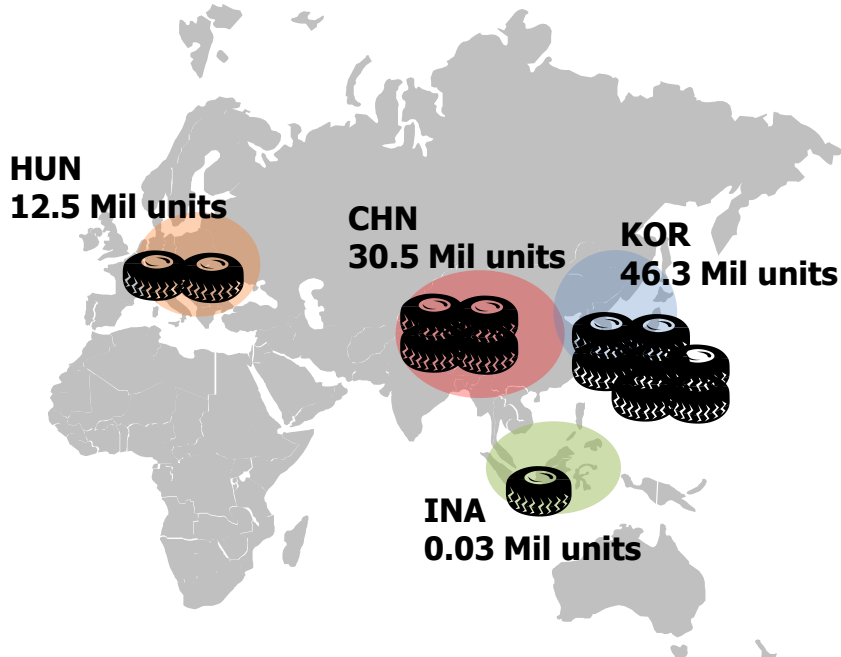 HUN
12.5 Mil units
CHN
30.5 Mil units
KOR
46.3 Mil units
INA
0.03 Mil units